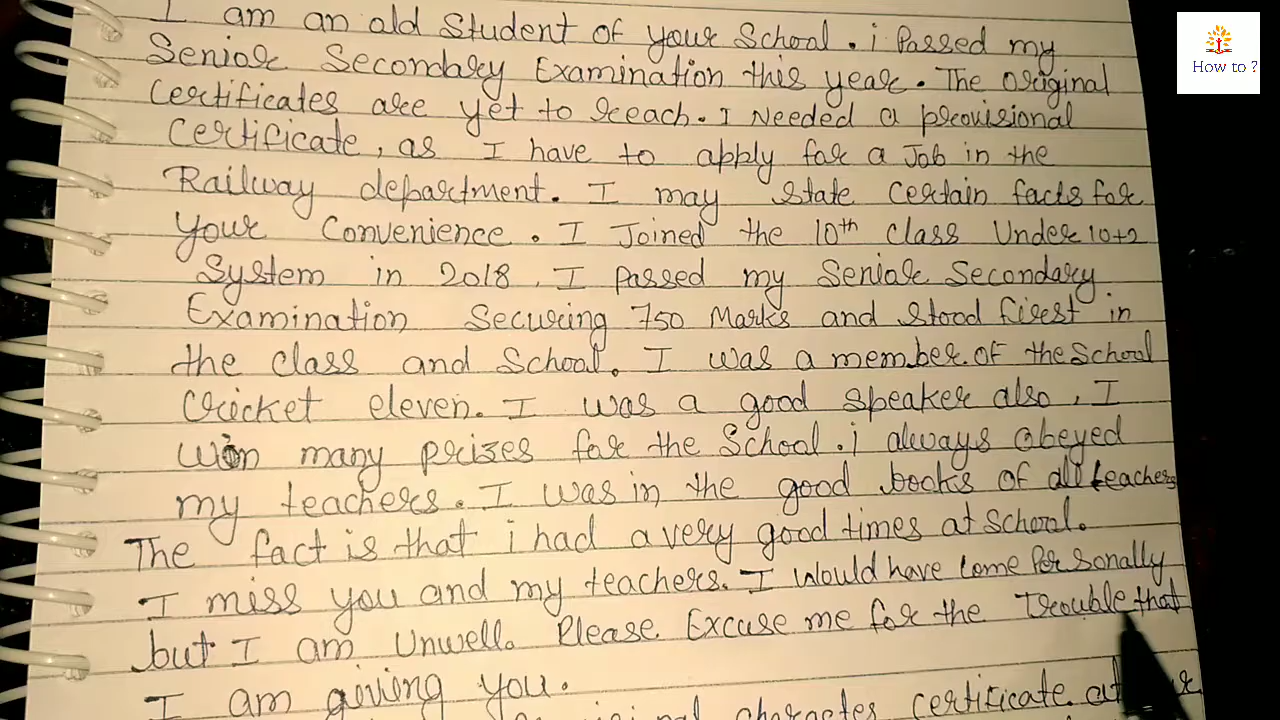 I am an old Student of your School. i Passed my
Senior Secondary Examination this year. The original
Certificates are yet to reach. I Needed a provisional
Certificate, as I have to apply for a Job in the
Railway department. I may state certain facts for
your Convenience. I Joined the 10th class Under 10+2
System in 2018. I passed my Senior Secondary
Examination Securing 750 Marks and stood first in
the class and School. I was a member of the School
Cricket eleven. I was a good speaker also, I
won many prizes for the School. i always obeyed
my teachers. I was in the good books of all teachers
The fact is that i had a very good times at School.
I miss you and my teachers. I would have come Personally
but I am Unwell. Please Excuse me for the Trouble that
I am giving you.
character certificate at
How to ?